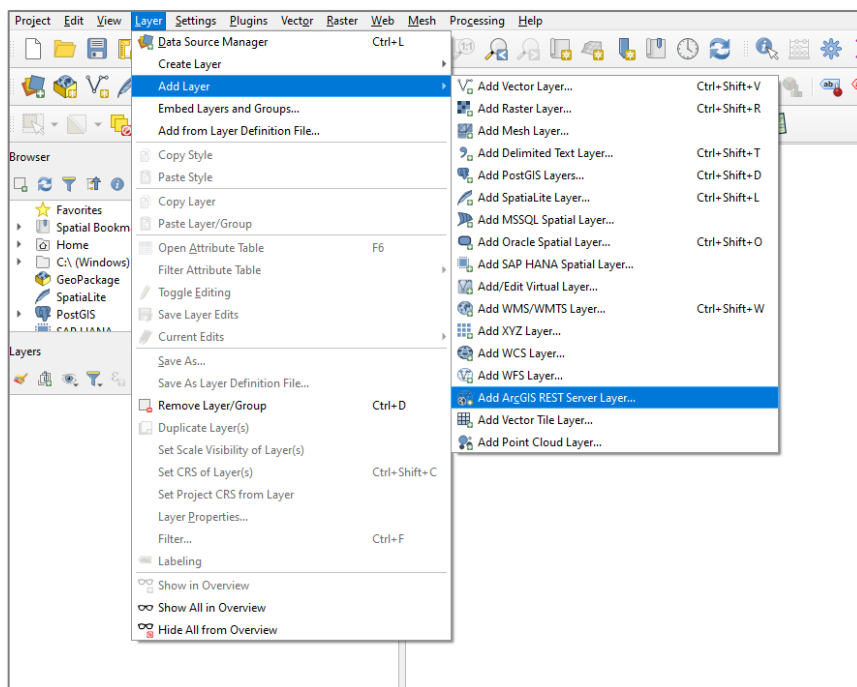 Project Edit View Layer Settings Plugins Vector Raster Web Mesh Processing Help
Data Source Manager Ctrl+L
Create Layer
Add Layer
Embed Layers and Groups...
Add from Layer Definition File...
Copy Style
Paste Style
Copy Layer
Paste Layer/Group
Open Attribute Table F6
Filter Attribute Table
Toggle Editing
Save Layer Edits
Current Edits
Save As...
Save As Layer Definition File...
Remove Layer/Group Ctrl+D
Duplicate Layer(s)
Set Scale Visibility of Layer(s)
Set CRS of Layer(s) Ctrl+Shift+C
Set Project CRS from Layer
Layer Properties...
Filter... Ctrl+F
Labeling
Show in Overview
Show All in Overview
Hide All from Overview
Add Vector Layer... Ctrl+Shift+V
Add Raster Layer... Ctrl+Shift+R
Add Mesh Layer...
Add Delimited Text Layer... Ctrl+Shift+T
Add PostGIS Layers... Ctrl+Shift+D
Add SpatiaLite Layer... Ctrl+Shift+L
Add MSSQL Spatial Layer...
Add Oracle Spatial Layer... Ctrl+Shift+O
Add SAP HANA Spatial Layer...
Add/Edit Virtual Layer...
Add WMS/WMTS Layer... Ctrl+Shift+W
Add XYZ Layer...
Add WCS Layer...
Add WFS Layer...
Add ArcGIS REST Server Layer...
Add Vector Tile Layer...
Add Point Cloud Layer...
Browser
Favorites
Spatial Bookm
Home
C:\ (Windows)
GeoPackage
SpatiaLite
PostGIS
SAP HANA
Layers
1:1
ab